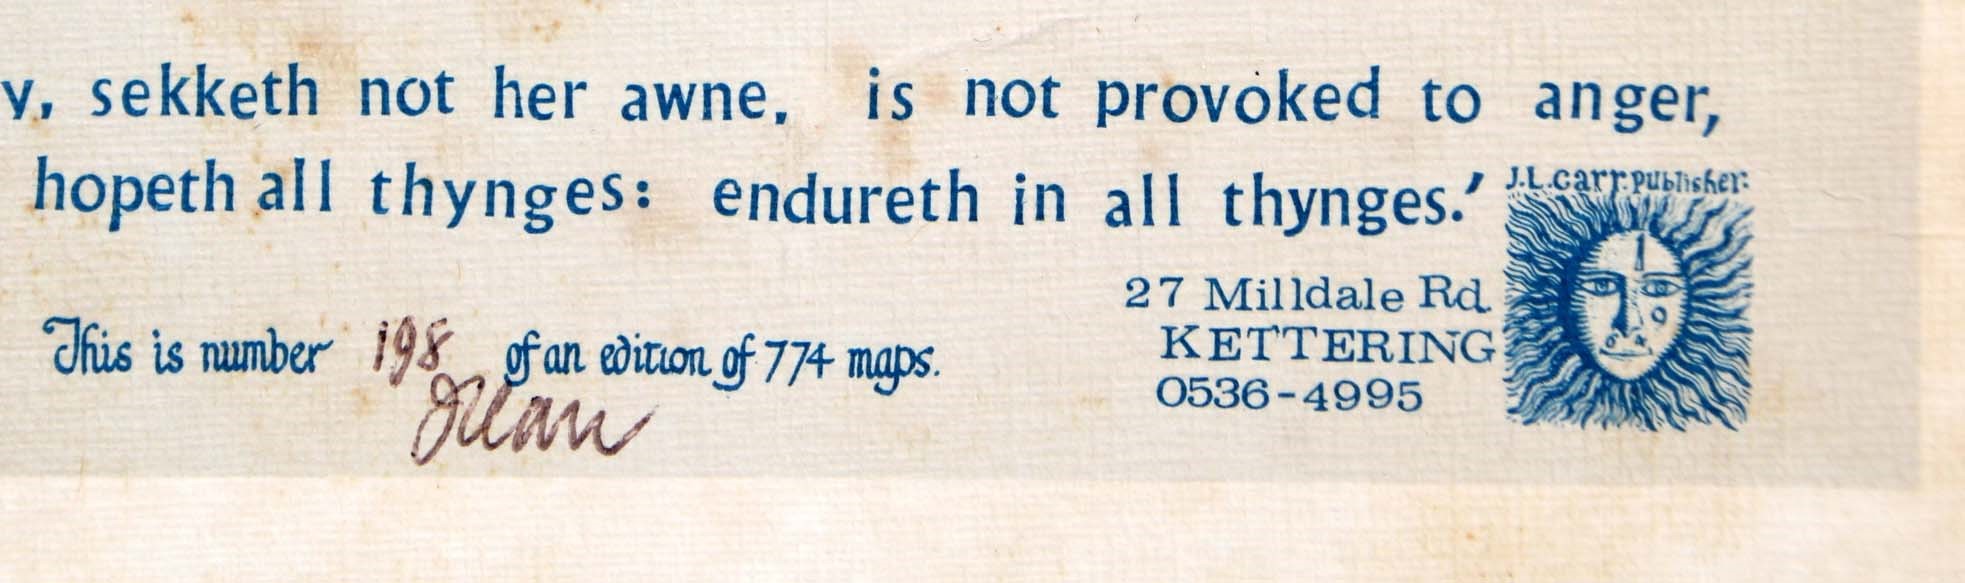 y, sekketh not her awne, is not provoked to anger,
hopeth all thynges: endureth in all thynges.'
J.L.Carr. Publisher:
27 Milldale Rd.
KETTERING
0536-4995
This is number 198 of an edition of 774 maps.